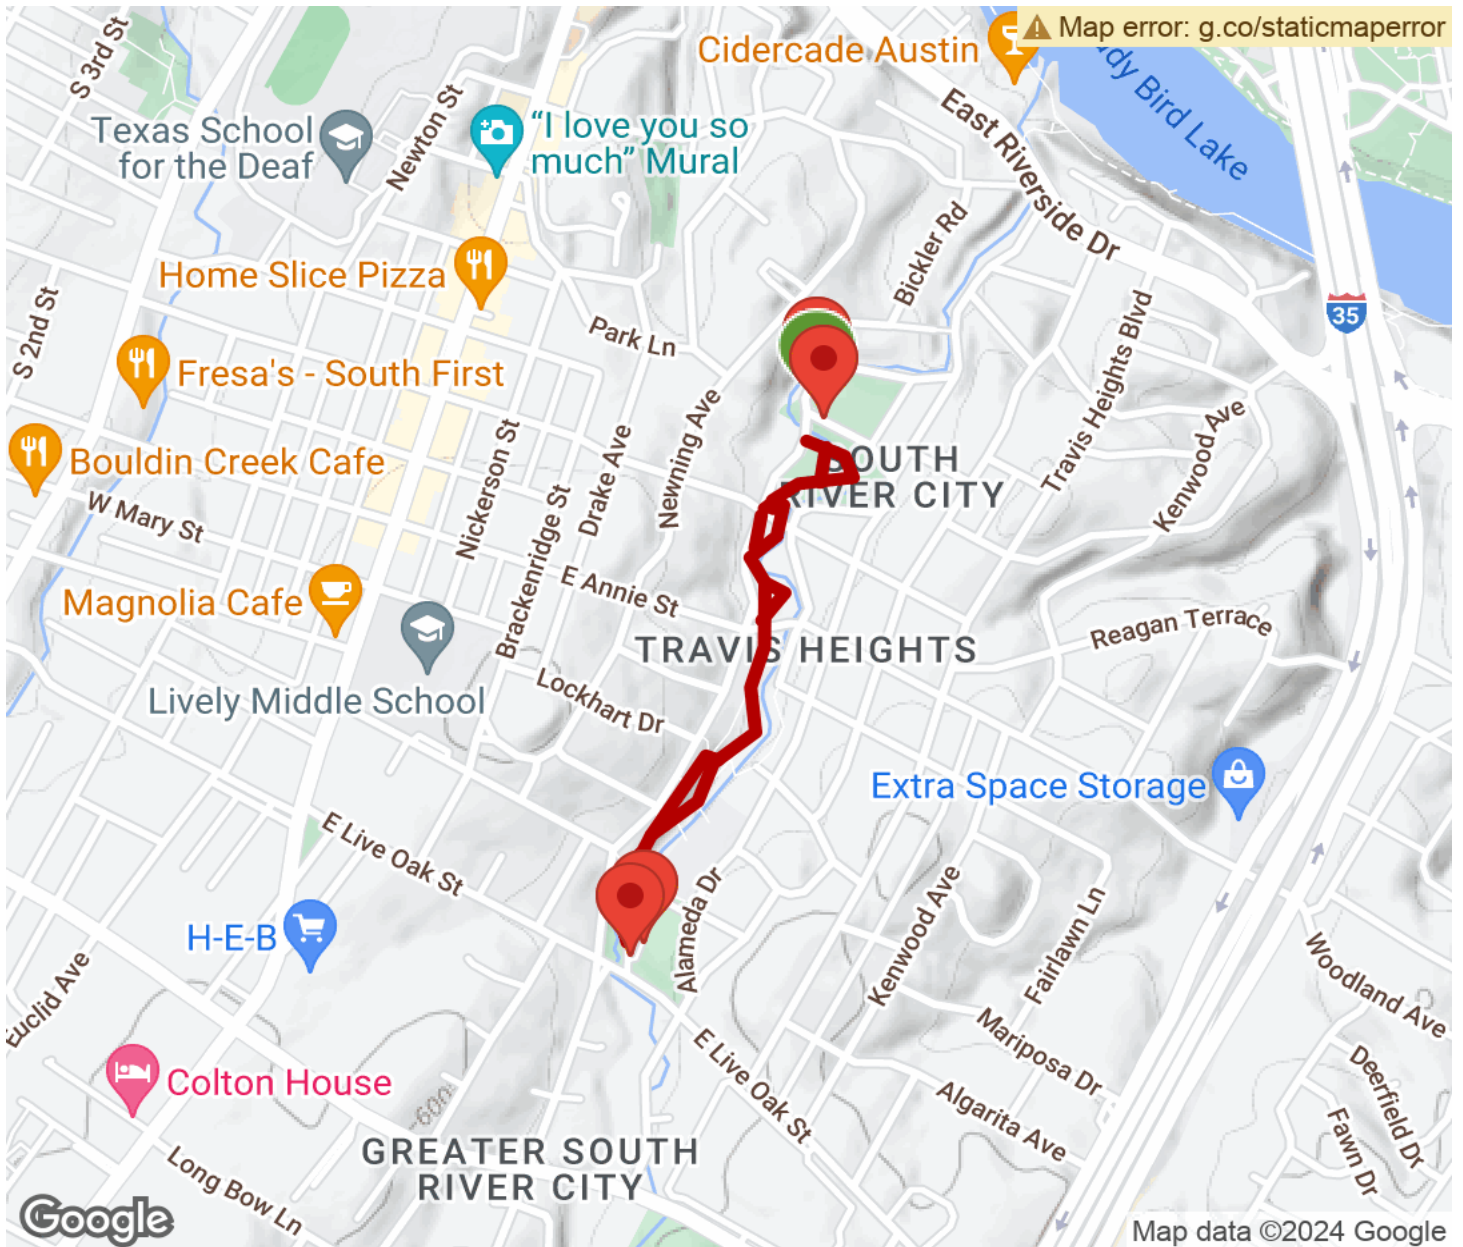 Map error: g.co/staticmaperror
Cidercade Austin
S 3rd St
dy Bird Lake
East Riverside Dr
Texas School
for the Deaf
Newton St
"I love you so
much" Mural
Bickler Rd
Home Slice Pizza
S 2nd St
Park Ln
35
Travis Heights Blvd
Fresa's - South First
Newning Ave
Kenwood Ave
Nickerson St
Drake Ave
Bouldin Creek Cafe
SOUTH
RIVER CITY
W Mary St
Brackenridge St
E Annie St
Magnolia Cafe
Reagan Terrace
TRAVIS HEIGHTS
Lockhart Dr
Lively Middle School
Extra Space Storage
E Live Oak St
Alameda Dr
Kenwood Ave
Fairlawn Ln
H-E-B
Woodland Ave
Euclid Ave
Mariposa Dr
E Live Oak St
Deerfield Dr
Colton House
600
Algarita Ave
Fawn Dr
GREATER SOUTH
RIVER CITY
Long Bow Ln
Google
Map data ©2024 Google